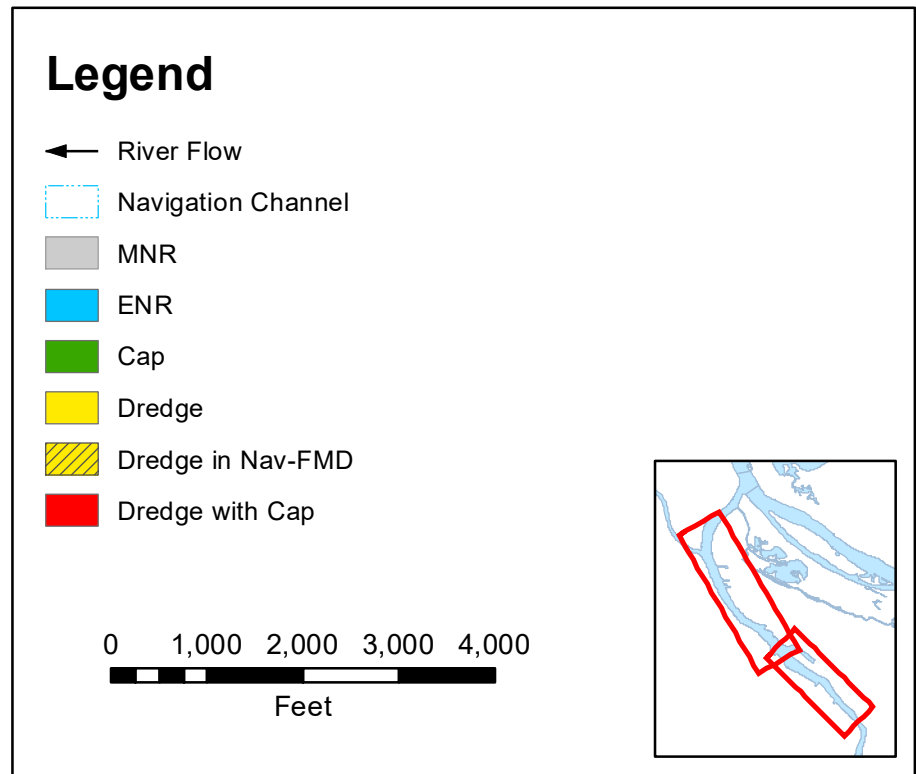 Legend
River Flow
Navigation Channel
MNR
ENR
Cap
Dredge
Dredge in Nav-FMD
Dredge with Cap
0 1,000 2,000 3,000 4,000
Feet